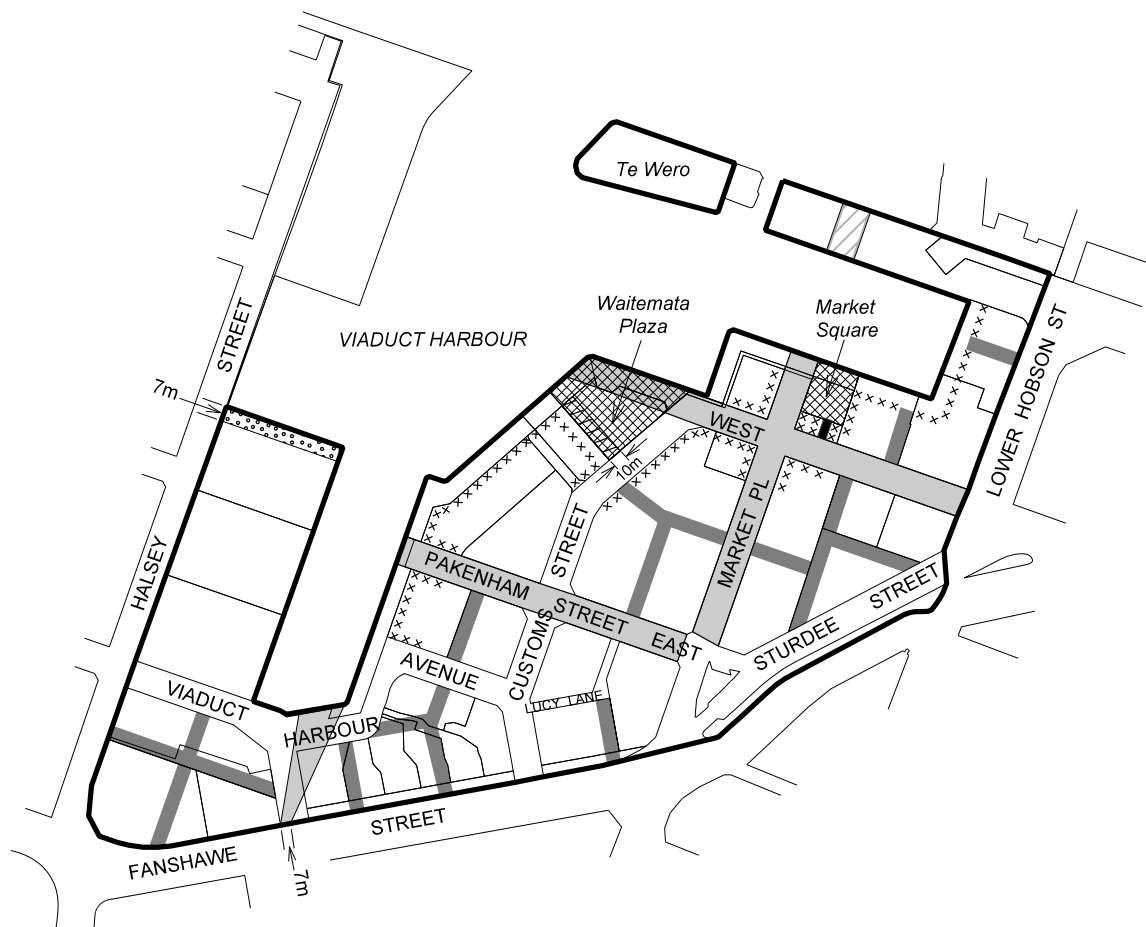 Te Wero
Waitemata
Plaza
Market
Square
VIADUCT HARBOUR
STREET
LOWER HOBSON ST
7m
WEST
10m
MARKET PL
STREET
HALSEY
PAKENHAM STREET EAST
STURDEE STREET
CUSTOMS
AVENUE
VIADUCT
HARBOUR
LUCY LANE
FANSHAWE STREET
7m